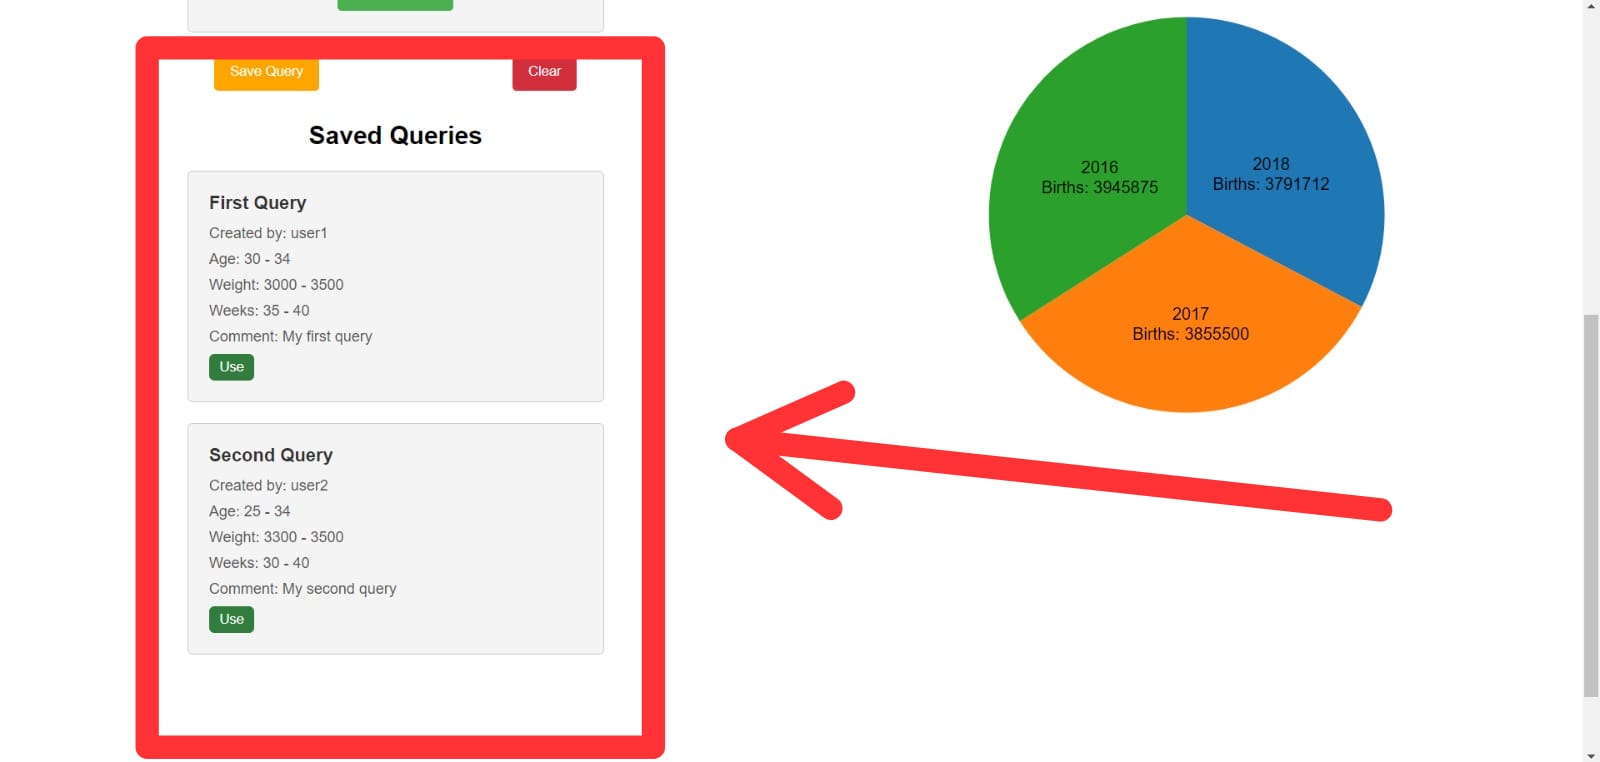 Save Query
Clear
Saved Queries
First Query
Created by: user1
Age: 30 - 34
Weight: 3000 - 3500
Weeks: 35 - 40
Comment: My first query
Use
Second Query
Created by: user2
Age: 25 - 34
Weight: 3300 - 3500
Weeks: 30 - 40
Comment: My second query
Use
2016
Births: 3945875
2018
Births: 3791712
2017
Births: 3855500